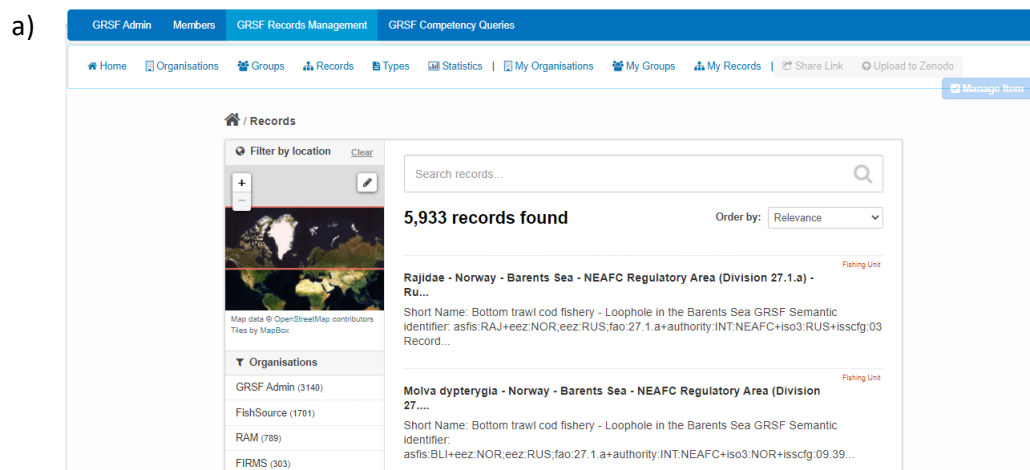 a)
GRSF Admin Members GRSF Records Management GRSF Competency Queries
Home Organisations Groups Records Types Statistics | My Organisations My Groups My Records | Share Link Upload to Zenodo
Manage Item
/ Records
Filter by location Clear
+
−
Map data © OpenStreetMap contributors
Tiles by MapBox
Organisations
GRSF Admin (3140)
FishSource (1701)
RAM (789)
FIRMS (303)
Search records...
5,933 records found
Order by: Relevance
Fishing Unit
Rajidae - Norway - Barents Sea - NEAFC Regulatory Area (Division 27.1.a) -
Ru...
Short Name: Bottom trawl cod fishery - Loophole in the Barents Sea GRSF Semantic
identifier: asfis:RAJ+eez:NOR;eez:RUS;fao:27.1.a+authority:INT:NEAFC+iso3:RUS+isscfg:03
Record...
Fishing Unit
Molva dypterygia - Norway - Barents Sea - NEAFC Regulatory Area (Division
27....
Short Name: Bottom trawl cod fishery - Loophole in the Barents Sea GRSF Semantic
identifier:
asfis:BLI+eez:NOR;eez:RUS;fao:27.1.a+authority:INT:NEAFC+iso3:NOR+isscfg:09.39...